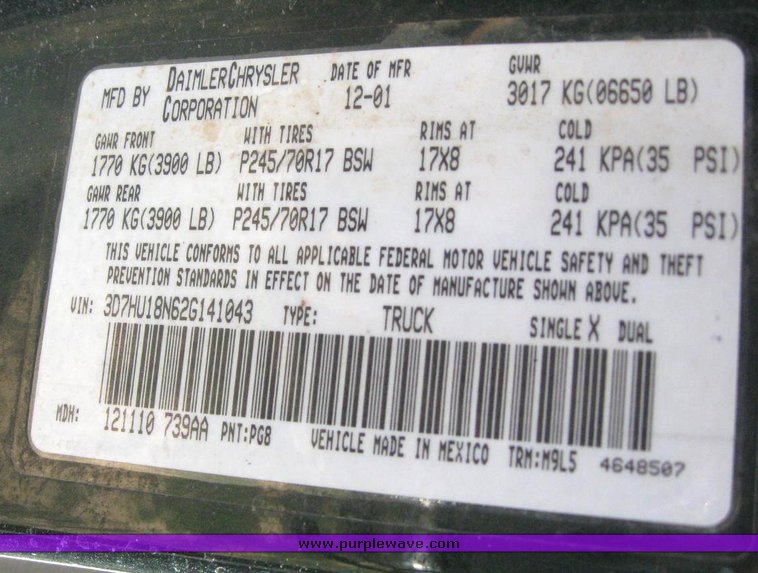 MFD BY DAIMLERCHRYSLER CORPORATION DATE OF MFR 12-01 GVWR 3017 KG(06650 LB)
GAWR FRONT WITH TIRES RIMS AT COLD
1770 KG(3900 LB) P245/70R17 BSW 17X8 241 KPA(35 PSI)
GAWR REAR WITH TIRES RIMS AT COLD
1770 KG(3900 LB) P245/70R17 BSW 17X8 241 KPA(35 PSI)
THIS VEHICLE CONFORMS TO ALL APPLICABLE FEDERAL MOTOR VEHICLE SAFETY AND THEFT
PREVENTION STANDARDS IN EFFECT ON THE DATE OF MANUFACTURE SHOWN ABOVE.
VIN: 3D7HU18N62G141043 TYPE: TRUCK SINGLE X DUAL
MDH: 121110 739AA PNT:PG8 VEHICLE MADE IN MEXICO TRM:M9L5 4648507
www.purplewave.com